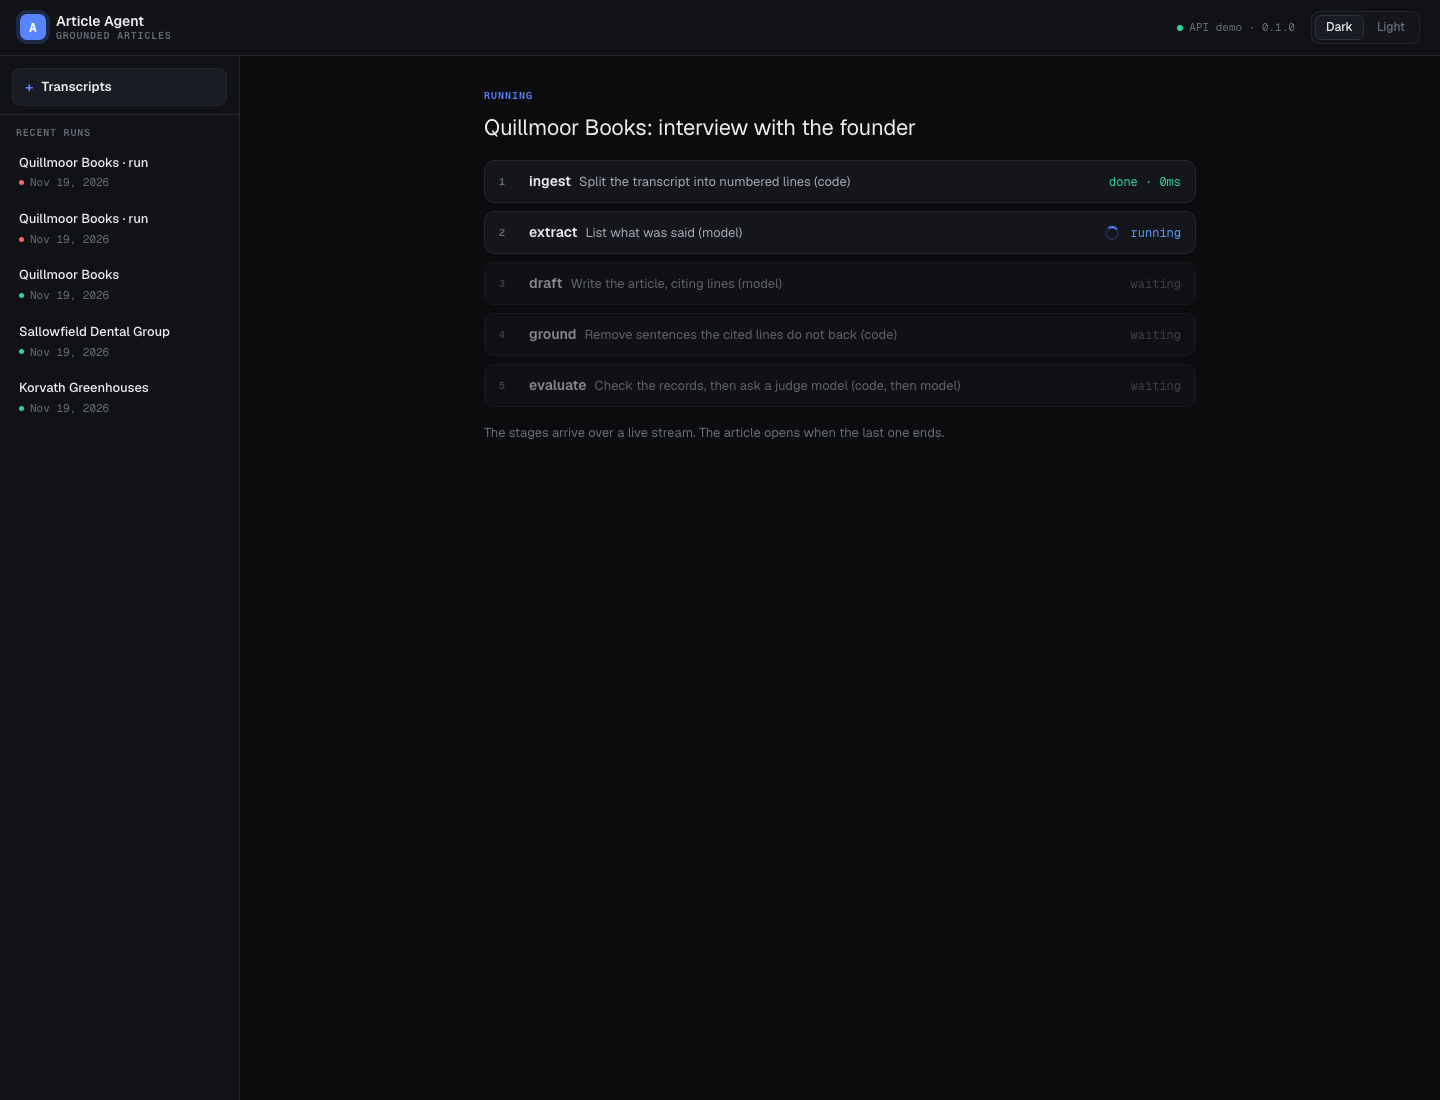 A
Article Agent
GROUNDED ARTICLES
API demo · 0.1.0
Dark
Light
+ Transcripts
RECENT RUNS
Quillmoor Books · run
Nov 19, 2026
Quillmoor Books · run
Nov 19, 2026
Quillmoor Books
Nov 19, 2026
Sallowfield Dental Group
Nov 19, 2026
Korvath Greenhouses
Nov 19, 2026
RUNNING
Quillmoor Books: interview with the founder
1 ingest Split the transcript into numbered lines (code) done · 0ms
2 extract List what was said (model) running
3 draft Write the article, citing lines (model) waiting
4 ground Remove sentences the cited lines do not back (code) waiting
5 evaluate Check the records, then ask a judge model (code, then model) waiting
The stages arrive over a live stream. The article opens when the last one ends.